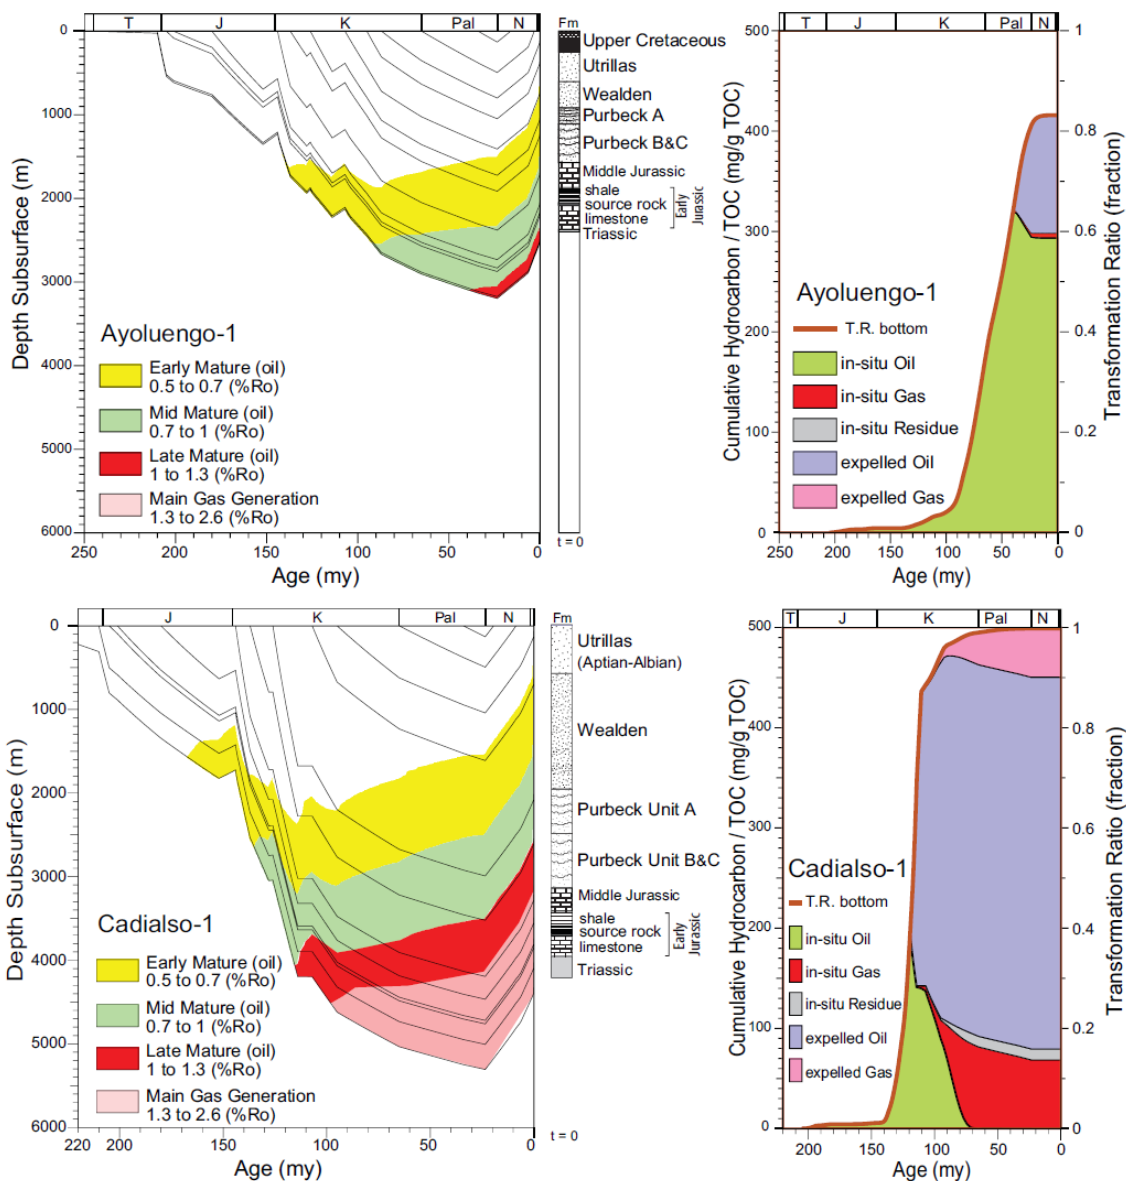 T J K Pal N
Fm
0
1000
2000
3000
4000
5000
6000
Depth Subsurface (m)
250 200 150 100 50 0
Age (my)
Ayoluengo-1
Early Mature (oil)
0.5 to 0.7 (%Ro)
Mid Mature (oil)
0.7 to 1 (%Ro)
Late Mature (oil)
1 to 1.3 (%Ro)
Main Gas Generation
1.3 to 2.6 (%Ro)
Upper Cretaceous
Utrillas
Wealden
Purbeck A
Purbeck B&C
Middle Jurassic
shale
source rock
limestone
Early
Jurassic
Triassic
t = 0
T J K Pal N
500
400
300
200
100
0
Cumulative Hydrocarbon / TOC (mg/g TOC)
1
0.8
0.6
0.4
0.2
0
Transformation Ratio (fraction)
Ayoluengo-1
T.R. bottom
in-situ Oil
in-situ Gas
in-situ Residue
expelled Oil
expelled Gas
250 200 150 100 50 0
Age (my)
J K Pal N
Fm
0
1000
2000
3000
4000
5000
6000
Depth Subsurface (m)
220 200 150 100 50 0
Age (my)
Cadialso-1
Early Mature (oil)
0.5 to 0.7 (%Ro)
Mid Mature (oil)
0.7 to 1 (%Ro)
Late Mature (oil)
1 to 1.3 (%Ro)
Main Gas Generation
1.3 to 2.6 (%Ro)
Utrillas
(Aptian-Albian)
Wealden
Purbeck Unit A
Purbeck Unit B&C
Middle Jurassic
shale
source rock
limestone
Early
Jurassic
Triassic
t = 0
T J K Pal N
500
400
300
200
100
0
Cumulative Hydrocarbon / TOC (mg/g TOC)
1
0.8
0.6
0.4
0.2
0
Transformation Ratio (fraction)
Cadialso-1
T.R. bottom
in-situ Oil
in-situ Gas
in-situ Residue
expelled Oil
expelled Gas
200 150 100 50 0
Age (my)